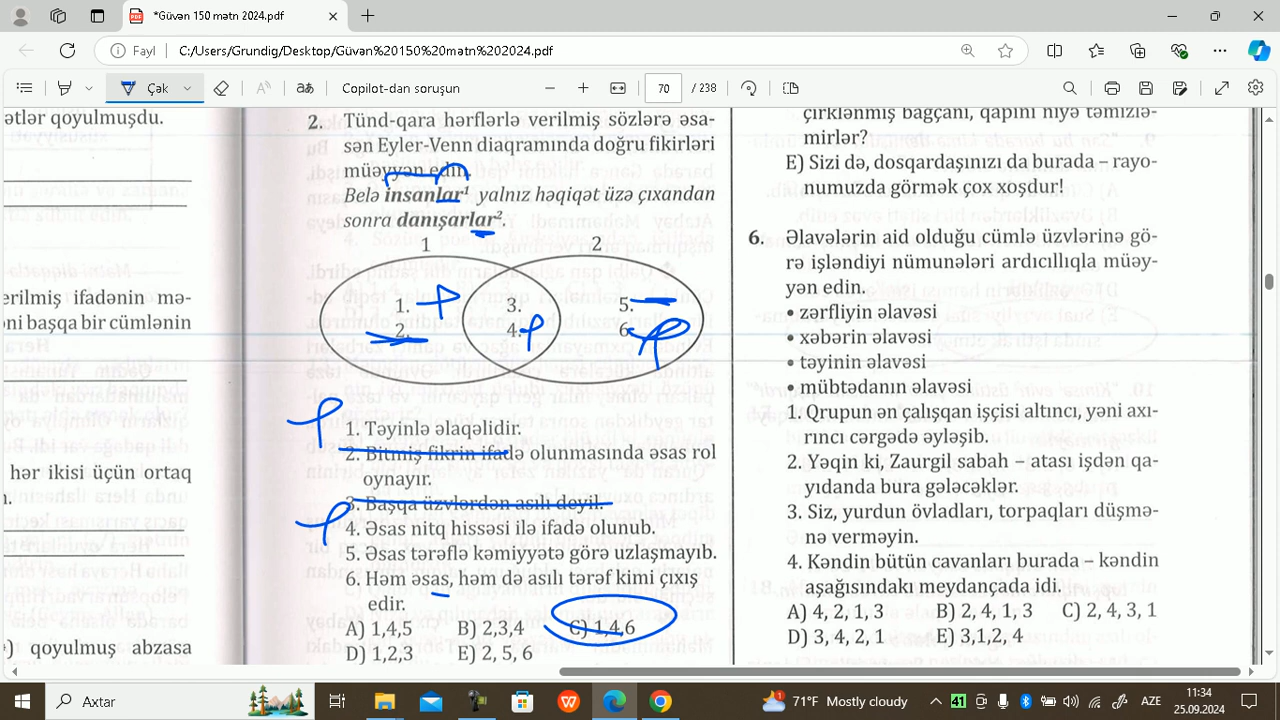 *Güvən 150 mətn 2024.pdf
Fayl
C:/Users/Grundig/Desktop/Güvən%20150%20mətn%202024.pdf
Çək
Copilot-dan soruşun
70 / 238
ətlər qoyulmuşdu.
erilmiş ifadənin mə-
ni başqa bir cümlənin
hər ikisi üçün ortaq
qoyulmuş abzasa
2. Tünd-qara hərflərlə verilmiş sözlərə əsa-
sən Eyler-Venn diaqramında doğru fikirləri
müəyyən edin.
Belə insanlar¹ yalnız həqiqət üzə çıxandan
sonra danışarlar².
1 2
1. 3. 5.
2. 4. 6.
1. Təyinlə əlaqəlidir.
2. Bitmiş fikrin ifadə olunmasında əsas rol
oynayır.
3. Başqa üzvlərdən asılı deyil.
4. Əsas nitq hissəsi ilə ifadə olunub.
5. Əsas tərəflə kəmiyyətə görə uzlaşmayıb.
6. Həm əsas, həm də asılı tərəf kimi çıxış
edir.
A) 1,4,5 B) 2,3,4 C) 1,4,6
D) 1,2,3 E) 2, 5, 6
çirklənmiş bağçanı, qapını niyə təmizlə-
mirlər?
E) Sizi də, dosqardaşınızı da burada – rayo-
numuzda görmək çox xoşdur!
6. Əlavələrin aid olduğu cümlə üzvlərinə gö-
rə işləndiyi nümunələri ardıcıllıqla müəy-
yən edin.
• zərfliyin əlavəsi
• xəbərin əlavəsi
• təyinin əlavəsi
• mübtədanın əlavəsi
1. Qrupun ən çalışqan işçisi altıncı, yəni axı-
rıncı cərgədə əyləşib.
2. Yəqin ki, Zaurgil sabah – atası işdən qa-
yıdanda bura gələcəklər.
3. Siz, yurdun övladları, torpaqları düşmə-
nə verməyin.
4. Kəndin bütün cavanları burada – kəndin
aşağısındakı meydançada idi.
A) 4, 2, 1, 3 B) 2, 4, 1, 3 C) 2, 4, 3, 1
D) 3, 4, 2, 1 E) 3,1,2, 4
Axtar
71°F Mostly cloudy
41
AZE
11:34
25.09.2024